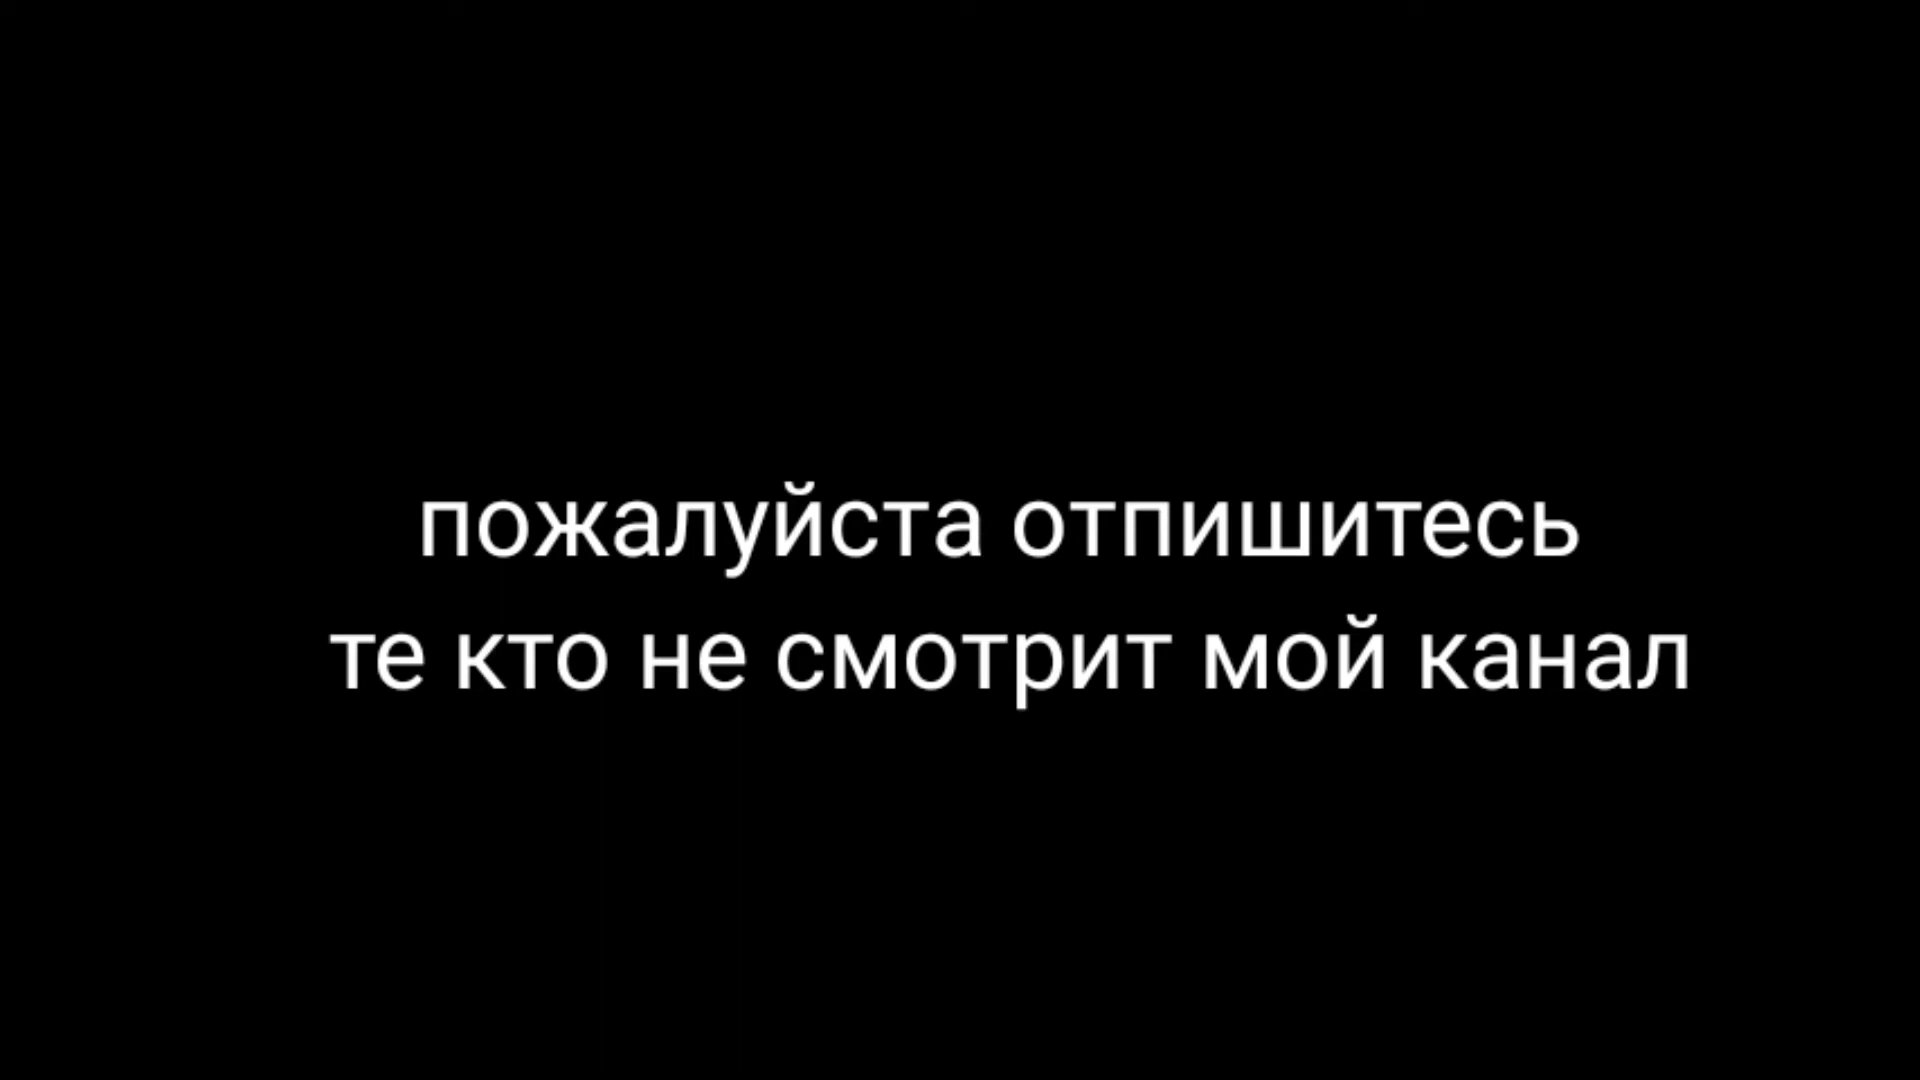 пожалуйста отпишитесь
те кто не смотрит мой канал